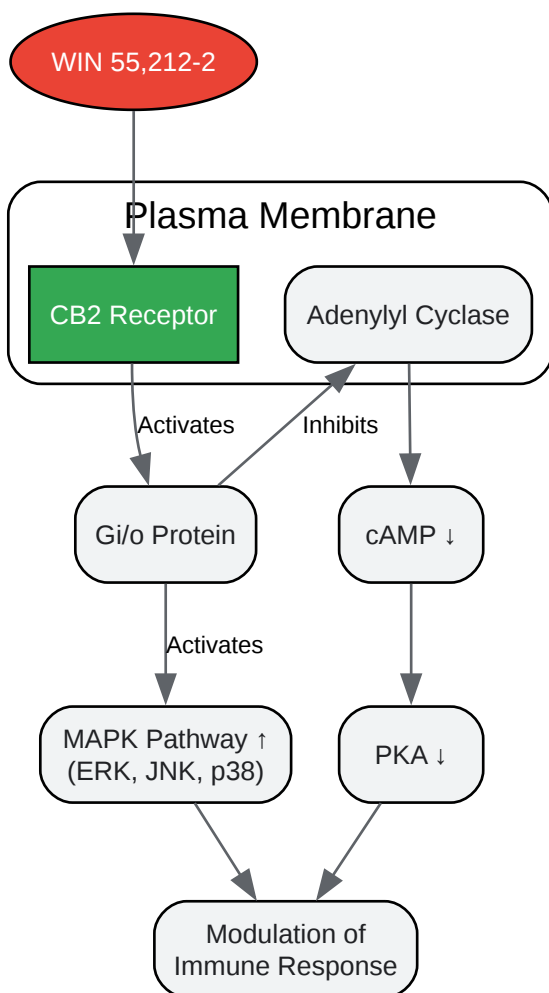 WIN 55,212-2
Plasma Membrane
CB2 Receptor
Adenylyl Cyclase
Activates
Inhibits
Gi/o Protein
cAMP ↓
Activates
MAPK Pathway ↑
(ERK, JNK, p38)
PKA ↓
Modulation of
Immune Response